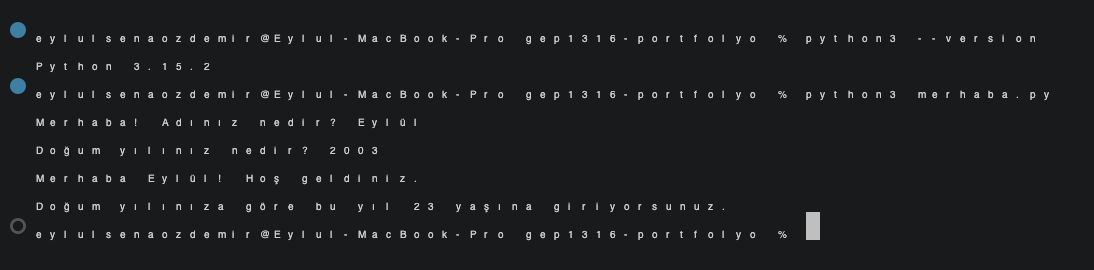 eylulsenaozdemir@Eylul-MacBook-Pro gep1316-portfolyo % python3 --version
Python 3.15.2
eylulsenaozdemir@Eylul-MacBook-Pro gep1316-portfolyo % python3 merhaba.py
Merhaba! Adınız nedir? Eylül
Doğum yılınız nedir? 2003
Merhaba Eylül! Hoş geldiniz.
Doğum yılınıza göre bu yıl 23 yaşına giriyorsunuz.
eylulsenaozdemir@Eylul-MacBook-Pro gep1316-portfolyo %